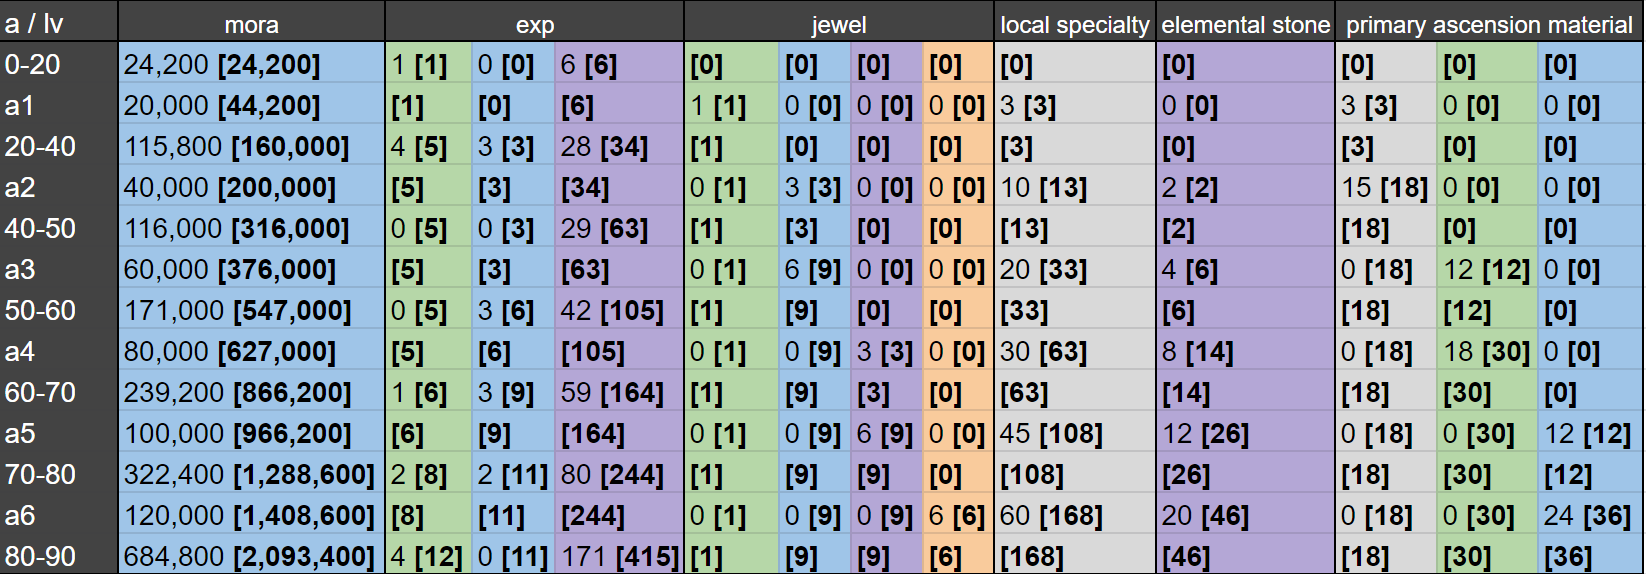 a / lv mora exp jewel local specialty elemental stone primary ascension material
0-20 24,200 [24,200] 1 [1] 0 [0] 6 [6] [0] [0] [0] [0] [0] [0] [0] [0] [0]
a1 20,000 [44,200] [1] [0] [6] 1 [1] 0 [0] 0 [0] 0 [0] 3 [3] 0 [0] 3 [3] 0 [0] 0 [0]
20-40 115,800 [160,000] 4 [5] 3 [3] 28 [34] [1] [0] [0] [0] [3] [0] [3] [0] [0]
a2 40,000 [200,000] [5] [3] [34] 0 [1] 3 [3] 0 [0] 0 [0] 10 [13] 2 [2] 15 [18] 0 [0] 0 [0]
40-50 116,000 [316,000] 0 [5] 0 [3] 29 [63] [1] [3] [0] [0] [13] [2] [18] [0] [0]
a3 60,000 [376,000] [5] [3] [63] 0 [1] 6 [9] 0 [0] 0 [0] 20 [33] 4 [6] 0 [18] 12 [12] 0 [0]
50-60 171,000 [547,000] 0 [5] 3 [6] 42 [105] [1] [9] [0] [0] [33] [6] [18] [12] [0]
a4 80,000 [627,000] [5] [6] [105] 0 [1] 0 [9] 3 [3] 0 [0] 30 [63] 8 [14] 0 [18] 18 [30] 0 [0]
60-70 239,200 [866,200] 1 [6] 3 [9] 59 [164] [1] [9] [3] [0] [63] [14] [18] [30] [0]
a5 100,000 [966,200] [6] [9] [164] 0 [1] 0 [9] 6 [9] 0 [0] 45 [108] 12 [26] 0 [18] 0 [30] 12 [12]
70-80 322,400 [1,288,600] 2 [8] 2 [11] 80 [244] [1] [9] [9] [0] [108] [26] [18] [30] [12]
a6 120,000 [1,408,600] [8] [11] [244] 0 [1] 0 [9] 0 [9] 6 [6] 60 [168] 20 [46] 0 [18] 0 [30] 24 [36]
80-90 684,800 [2,093,400] 4 [12] 0 [11] 171 [415] [1] [9] [9] [6] [168] [46] [18] [30] [36]